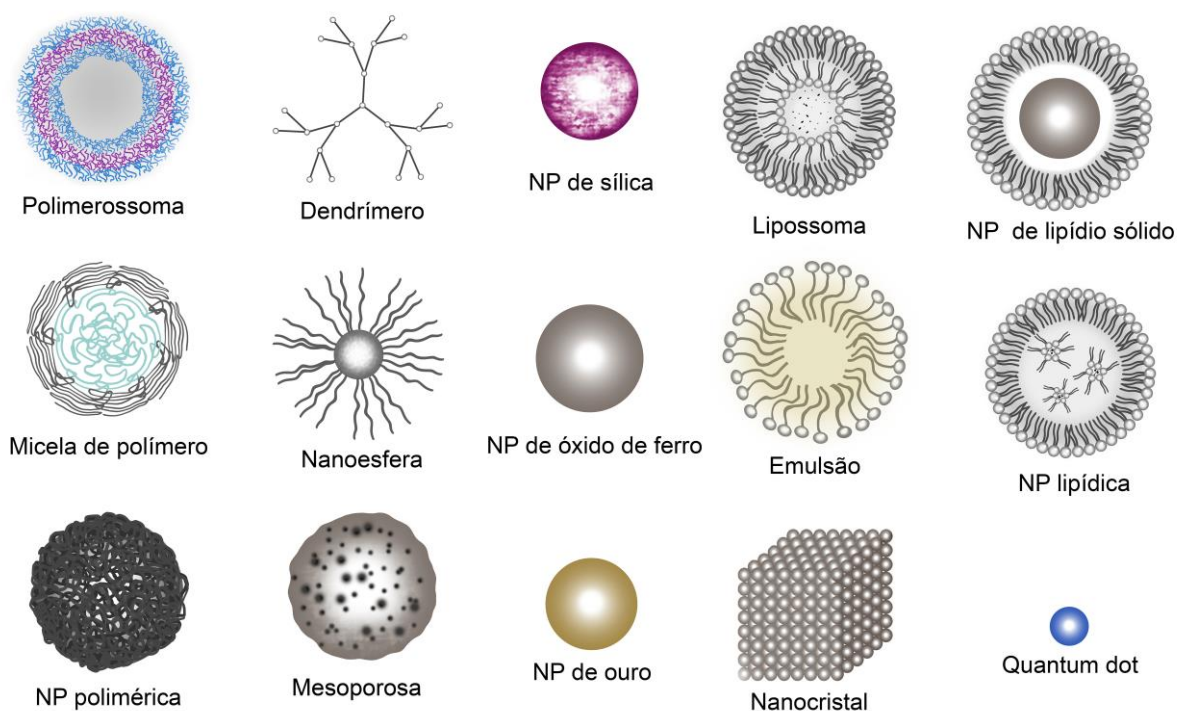 Polimerossoma
Dendrímero
NP de sílica
Lipossoma
NP de lipídio sólido
Micela de polímero
Nanoesfera
NP de óxido de ferro
Emulsão
NP lipídica
NP polimérica
Mesoporosa
NP de ouro
Nanocristal
Quantum dot